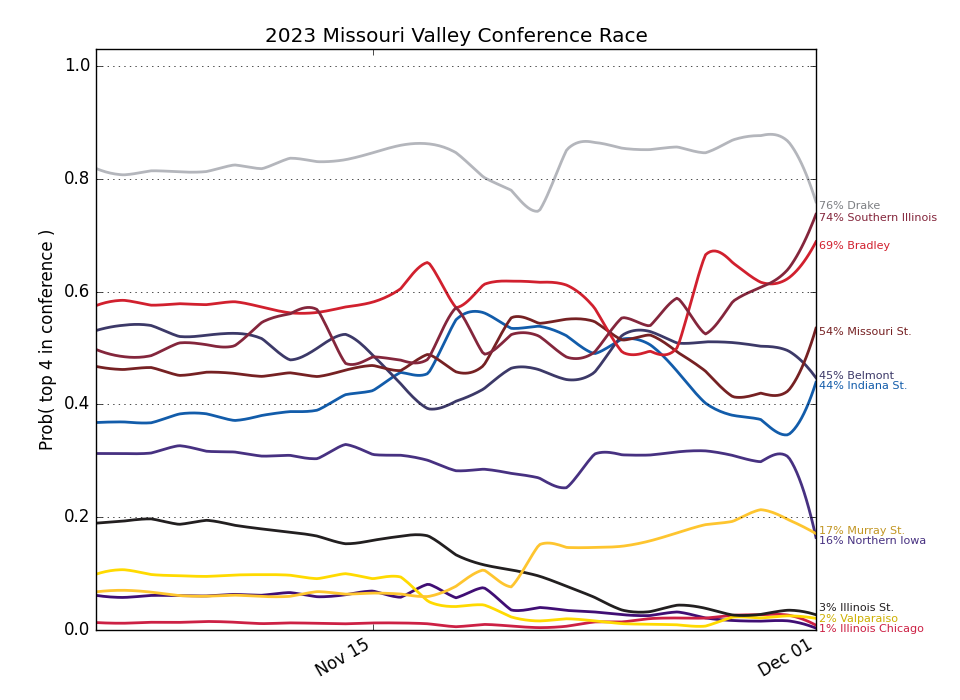 2023 Missouri Valley Conference Race
1.0
0.8
0.6
0.4
0.2
0.0
Prob( top 4 in conference )
Nov 15
Dec 01
76% Drake
74% Southern Illinois
69% Bradley
54% Missouri St.
45% Belmont
44% Indiana St.
17% Murray St.
16% Northern Iowa
3% Illinois St.
2% Valparaiso
1% Illinois Chicago